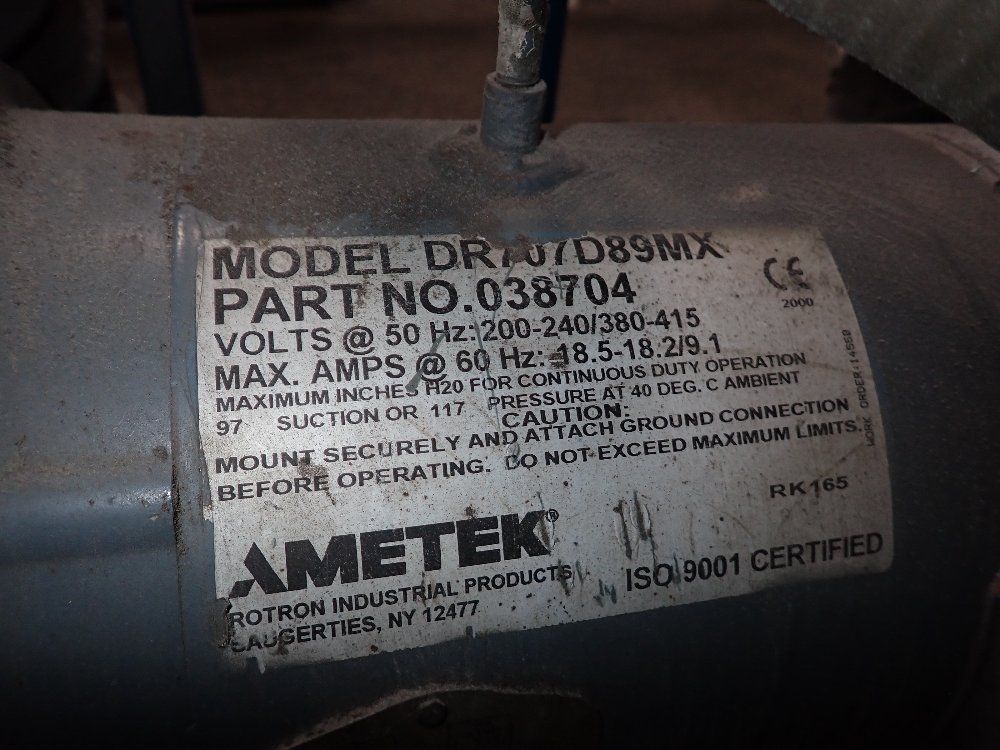 MODEL DR707D89MX
PART NO.038704
CE
2000
VOLTS @ 50 Hz: 200-240/380-415
MAX. AMPS @ 60 Hz: 18.5-18.2/9.1
MAXIMUM INCHES H20 FOR CONTINUOUS DUTY OPERATION
97 SUCTION OR 117 PRESSURE AT 40 DEG. C AMBIENT
CAUTION:
MOUNT SECURELY AND ATTACH GROUND CONNECTION
BEFORE OPERATING. DO NOT EXCEED MAXIMUM LIMITS.
WORK ORDER:
RK165
AMETEK®
ROTRON INDUSTRIAL PRODUCTS
SAUGERTIES, NY 12477
ISO 9001 CERTIFIED